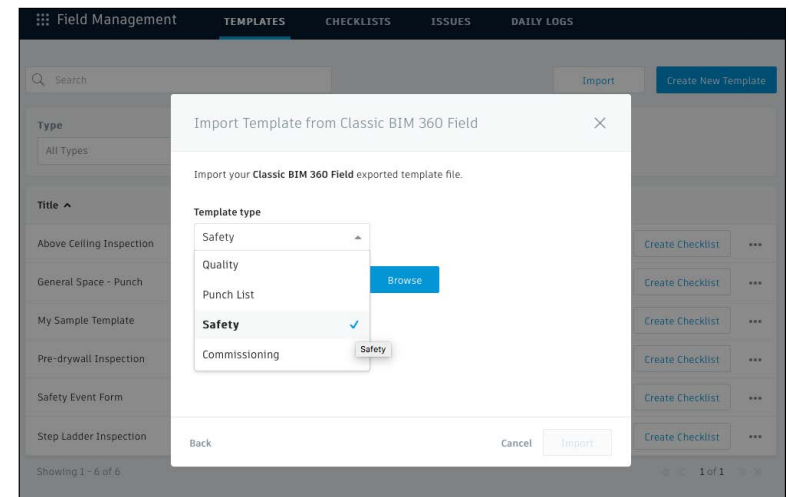 Field Management TEMPLATES CHECKLISTS ISSUES DAILY LOGS
Search Import Create New Template
Type
All Types
Import Template from Classic BIM 360 Field
Import your Classic BIM 360 Field exported template file.
Template type
Safety
Quality
Browse
Punch List
Safety
Safety
Commissioning
Back Cancel Import
Title
Above Ceiling Inspection Create Checklist
General Space - Punch Create Checklist
My Sample Template Create Checklist
Pre-drywall Inspection Create Checklist
Safety Event Form Create Checklist
Step Ladder Inspection Create Checklist
Showing 1 - 6 of 6 1 of 1